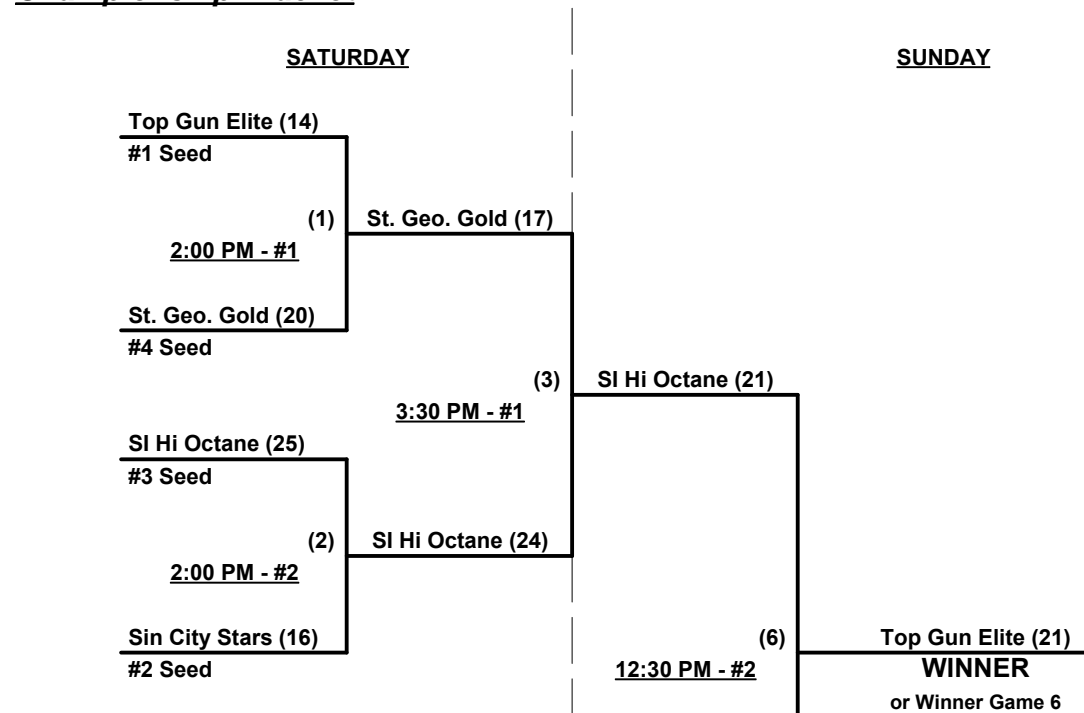 SATURDAY
SUNDAY
Top Gun Elite (14)
#1 Seed
(1)
St. Geo. Gold (17)
2:00 PM - #1
St. Geo. Gold (20)
#4 Seed
(3)
SI Hi Octane (21)
3:30 PM - #1
SI Hi Octane (25)
#3 Seed
(2)
SI Hi Octane (24)
2:00 PM - #2
Sin City Stars (16)
#2 Seed
(6)
Top Gun Elite (21)
12:30 PM - #2
WINNER
or Winner Game 6